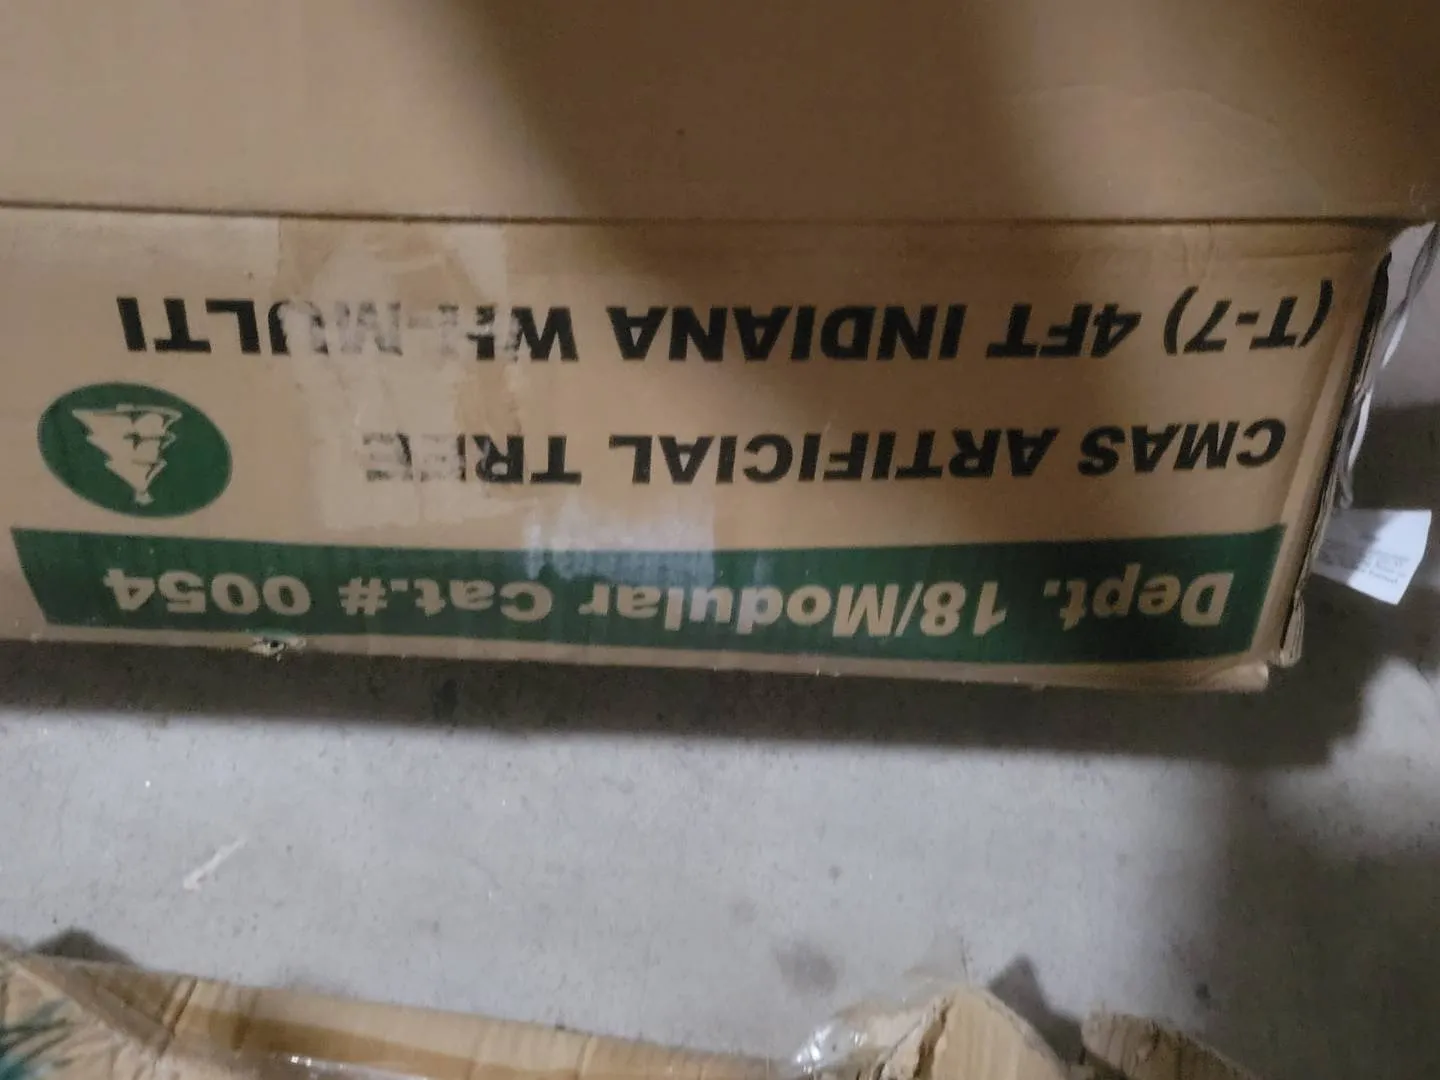 Dept. 18/Modular Cat.# 0054
CMAS ARTIFICIAL TREE
(T-7) 4FT INDIANA WH-MULTI